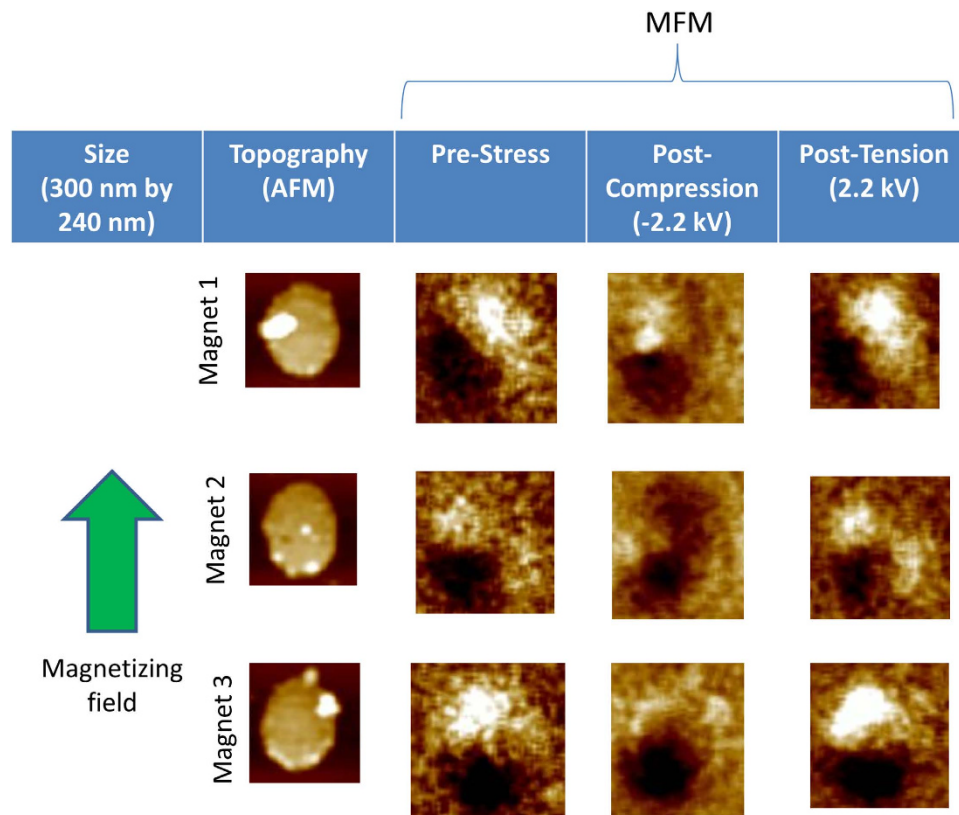 MFM
Size
(300 nm by
240 nm)
Topography
(AFM)
Pre-Stress
Post-
Compression
(-2.2 kV)
Post-Tension
(2.2 kV)
Magnet 1
Magnet 2
Magnet 3
Magnetizing
field